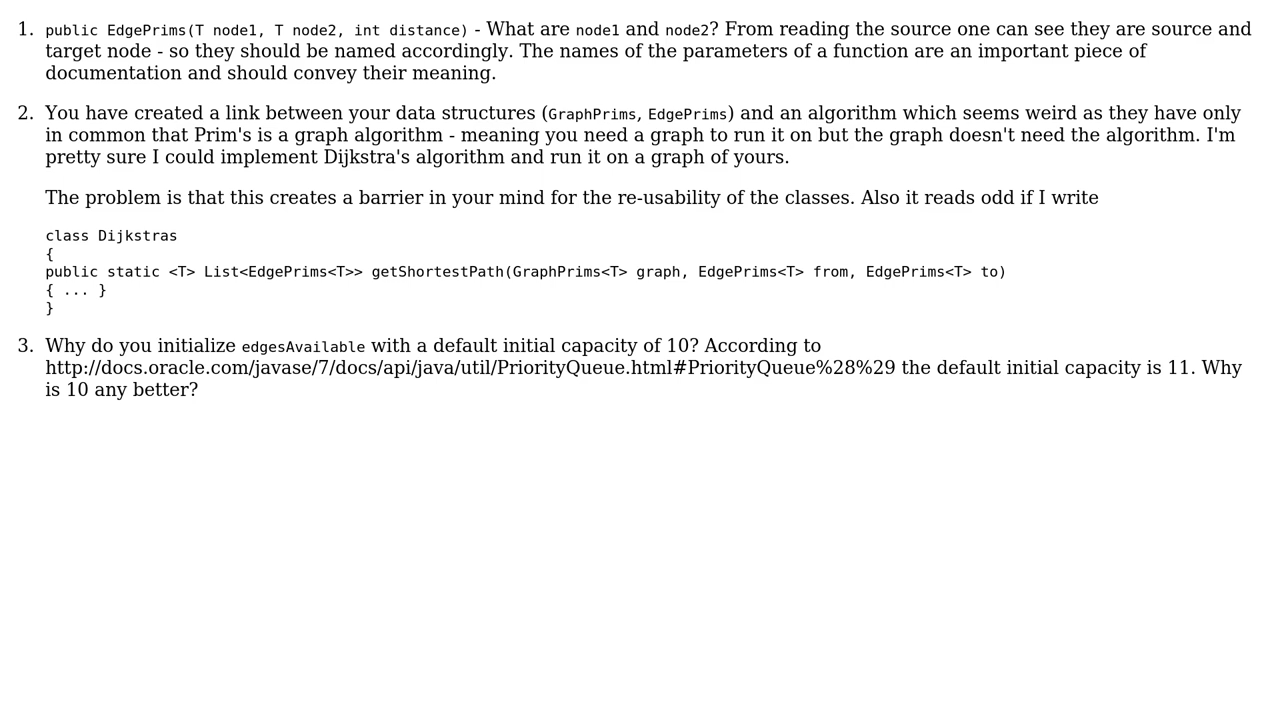 1. public EdgePrims(T node1, T node2, int distance) - What are node1 and node2? From reading the source one can see they are source and
target node - so they should be named accordingly. The names of the parameters of a function are an important piece of
documentation and should convey their meaning.
2. You have created a link between your data structures (GraphPrims, EdgePrims) and an algorithm which seems weird as they have only
in common that Prim's is a graph algorithm - meaning you need a graph to run it on but the graph doesn't need the algorithm. I'm
pretty sure I could implement Dijkstra's algorithm and run it on a graph of yours.
The problem is that this creates a barrier in your mind for the re-usability of the classes. Also it reads odd if I write
class Dijkstras
{
public static <T> List<EdgePrims<T>> getShortestPath(GraphPrims<T> graph, EdgePrims<T> from, EdgePrims<T> to)
{ ... }
}
3. Why do you initialize edgesAvailable with a default initial capacity of 10? According to
http://docs.oracle.com/javase/7/docs/api/java/util/PriorityQueue.html#PriorityQueue%28%29 the default initial capacity is 11. Why
is 10 any better?